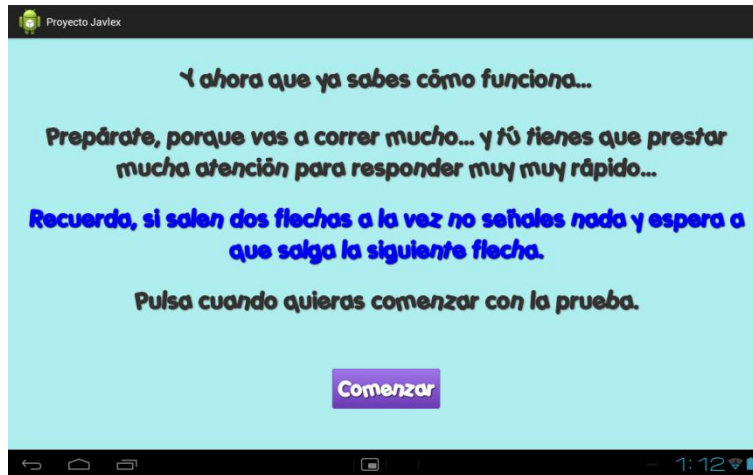 Proyecto Javlex
Y ahora que ya sabes cómo funciona...
Prepárate, porque vas a correr mucho... y tú tienes que prestar
mucha atención para responder muy muy rápido...
Recuerda, si salen dos flechas a la vez no señales nada y espera a
que salga la siguiente flecha.
Pulsa cuando quieras comenzar con la prueba.
Comenzar
1:12